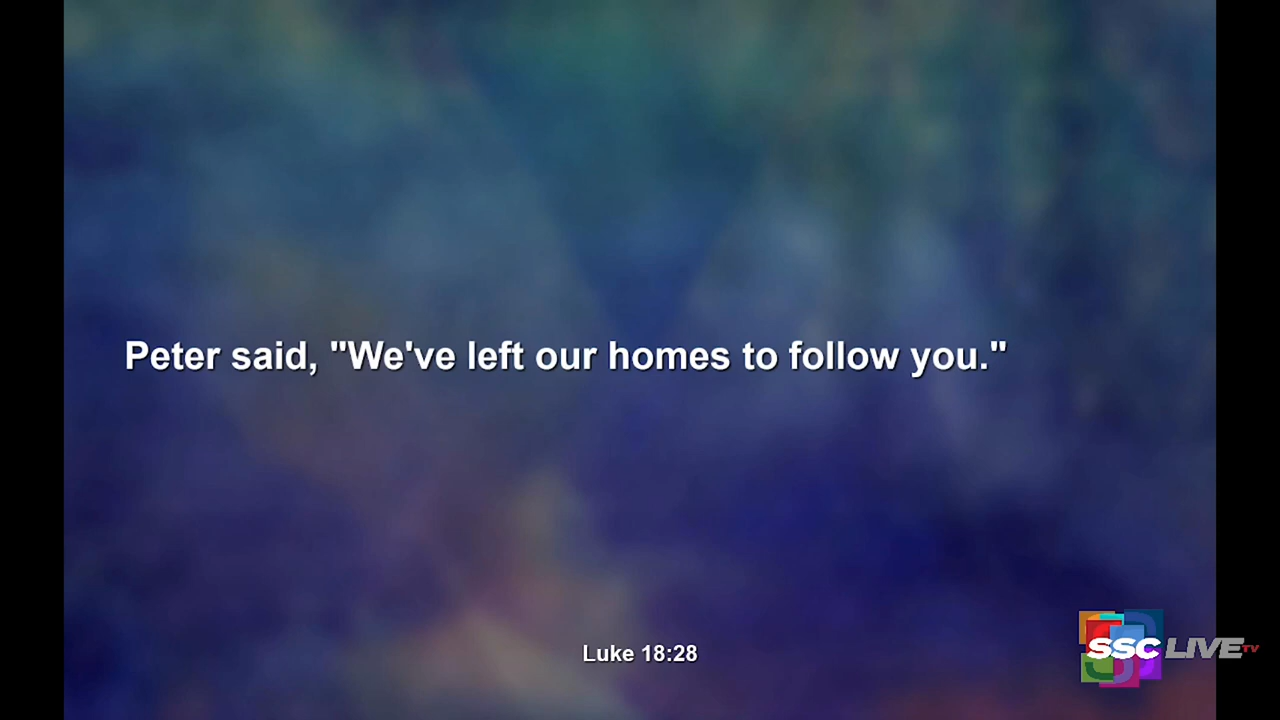 Peter said, "We've left our homes to follow you."
Luke 18:28
SSC LIVE TV